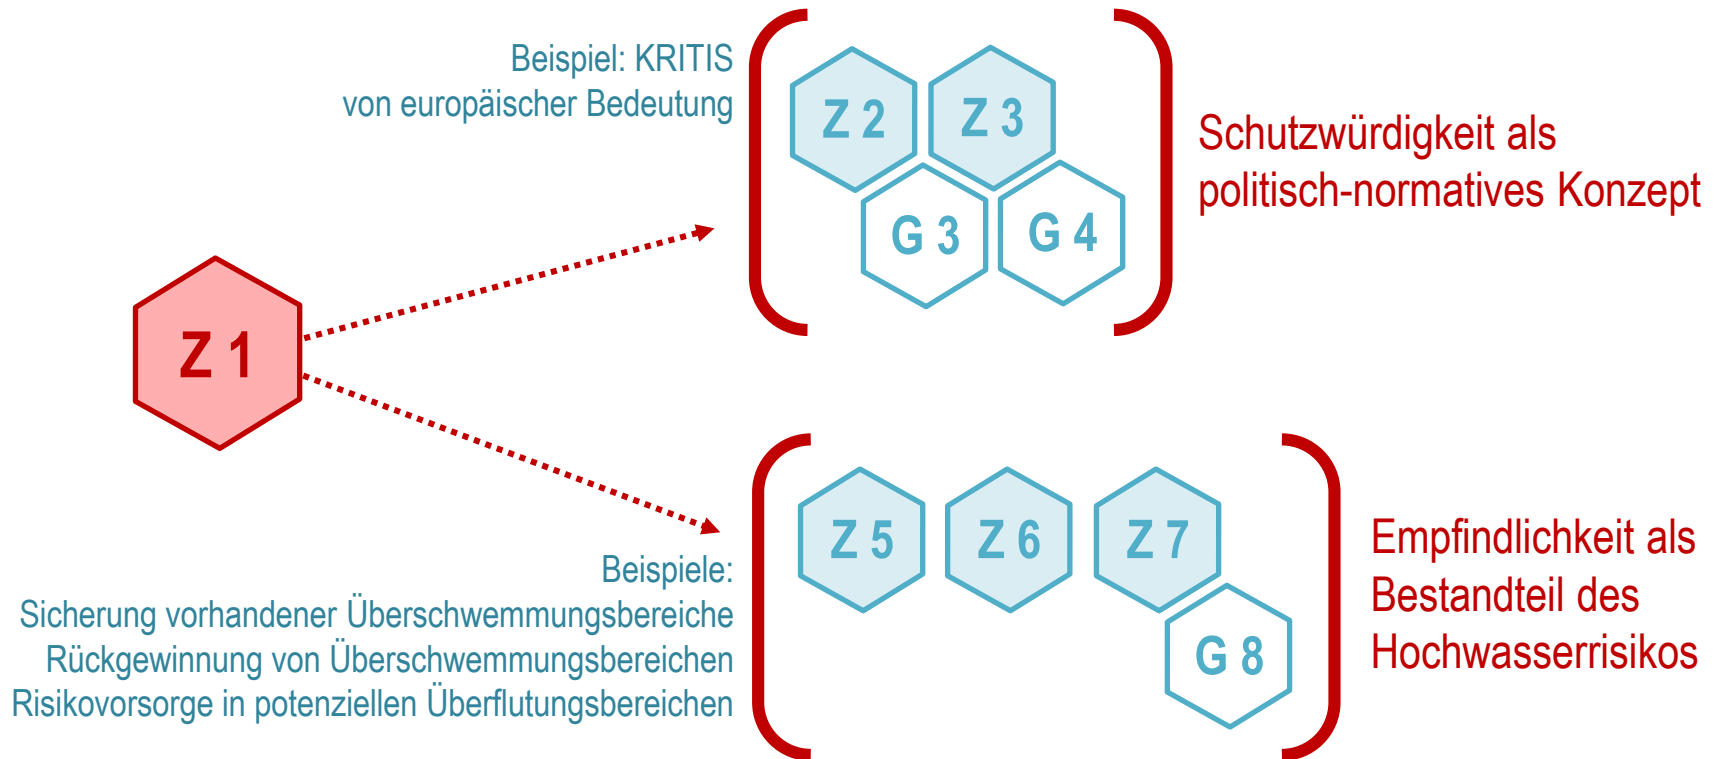 Beispiel: KRITIS
von europäischer Bedeutung
Z 2
Z 3
G 3
G 4
Schutzwürdigkeit als
politisch-normatives Konzept
Z 1
Beispiele:
Sicherung vorhandener Überschwemmungsbereiche
Rückgewinnung von Überschwemmungsbereichen
Risikovorsorge in potenziellen Überflutungsbereichen
Z 5
Z 6
Z 7
G 8
Empfindlichkeit als
Bestandteil des
Hochwasserrisikos